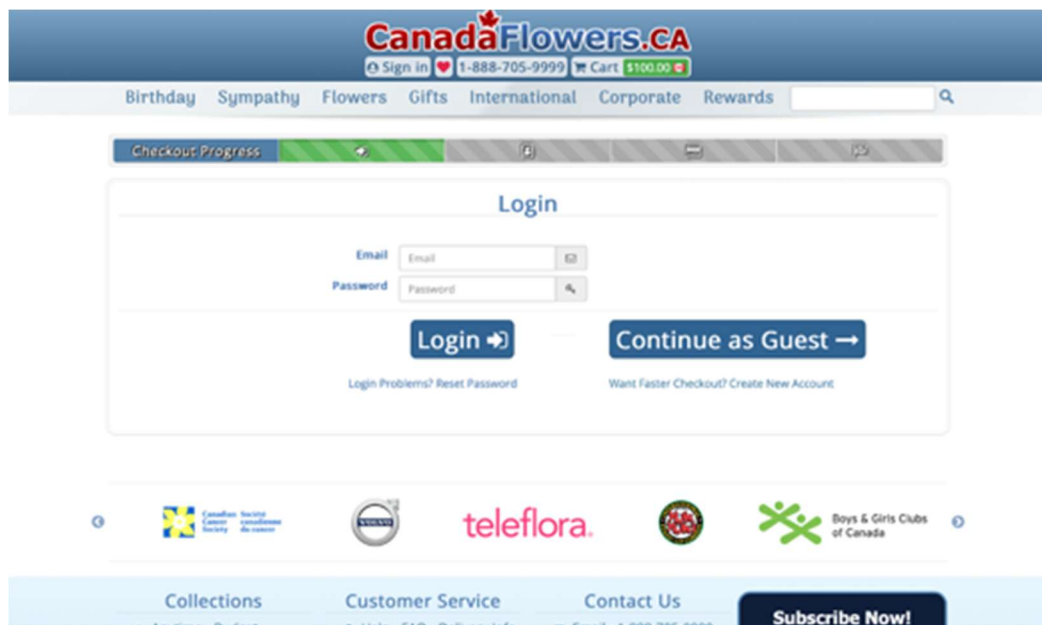 CanadaFlowers.CA
Sign in 1-888-705-9999 Cart $100.00
Birthday Sympathy Flowers Gifts International Corporate Rewards
Checkout Progress
Login
Email Email
Password Password
Login Continue as Guest
Login Problems? Reset Password Want Faster Checkout? Create New Account
Canadian Société
Cancer canadienne
Society du cancer
VOLVO
teleflora.
Boys & Girls Clubs
of Canada
Collections Customer Service Contact Us
Subscribe Now!